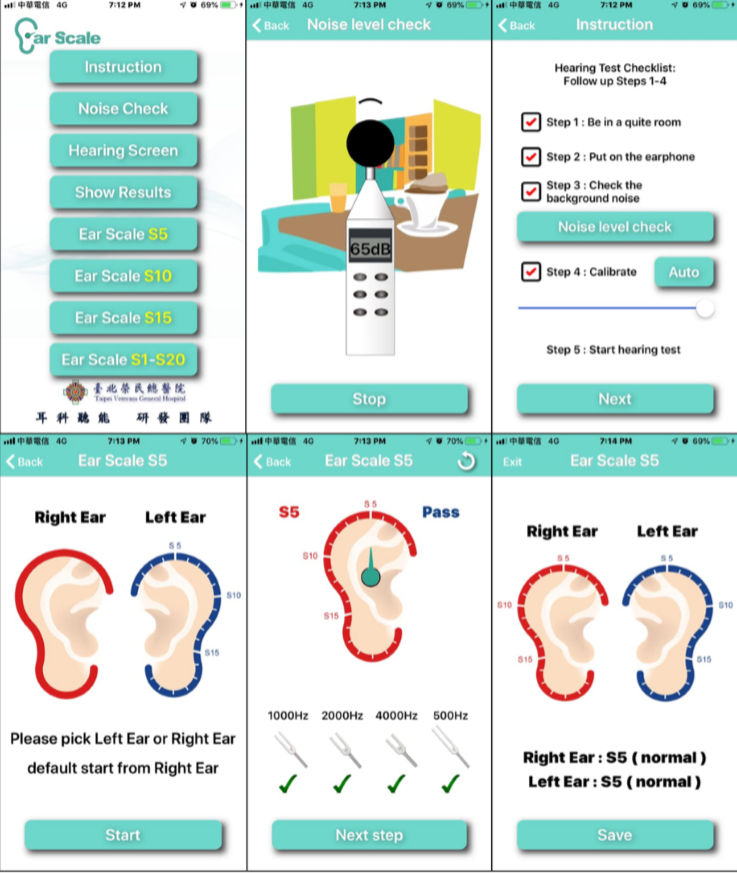 中華電信 4G 7:12 PM 69%
Ear Scale
Instruction
Noise Check
Hearing Screen
Show Results
Ear Scale S5
Ear Scale S10
Ear Scale S15
Ear Scale S1-S20
臺北榮民總醫院
Taipei Veterans General Hospital
耳科聽能 研發團隊
中華電信 4G 7:13 PM 69%
Back Noise level check
65dB
Stop
中華電信 4G 7:12 PM 69%
Back Instruction
Hearing Test Checklist:
Follow up Steps 1-4
Step 1 : Be in a quite room
Step 2 : Put on the earphone
Step 3 : Check the
background noise
Noise level check
Step 4 : Calibrate Auto
Step 5 : Start hearing test
Next
中華電信 4G 7:13 PM 70%
Back Ear Scale S5
Right Ear Left Ear
S 5
S10
S15
Please pick Left Ear or Right Ear
default start from Right Ear
Start
中華電信 4G 7:13 PM 70%
Back Ear Scale S5
S5 S 5 Pass
S10
S15
1000Hz 2000Hz 4000Hz 500Hz
Next step
中華電信 4G 7:14 PM 69%
Exit Ear Scale S5
Right Ear Left Ear
S 5 S 5
S10 S10
S15 S15
Right Ear : S5 ( normal )
Left Ear : S5 ( normal )
Save